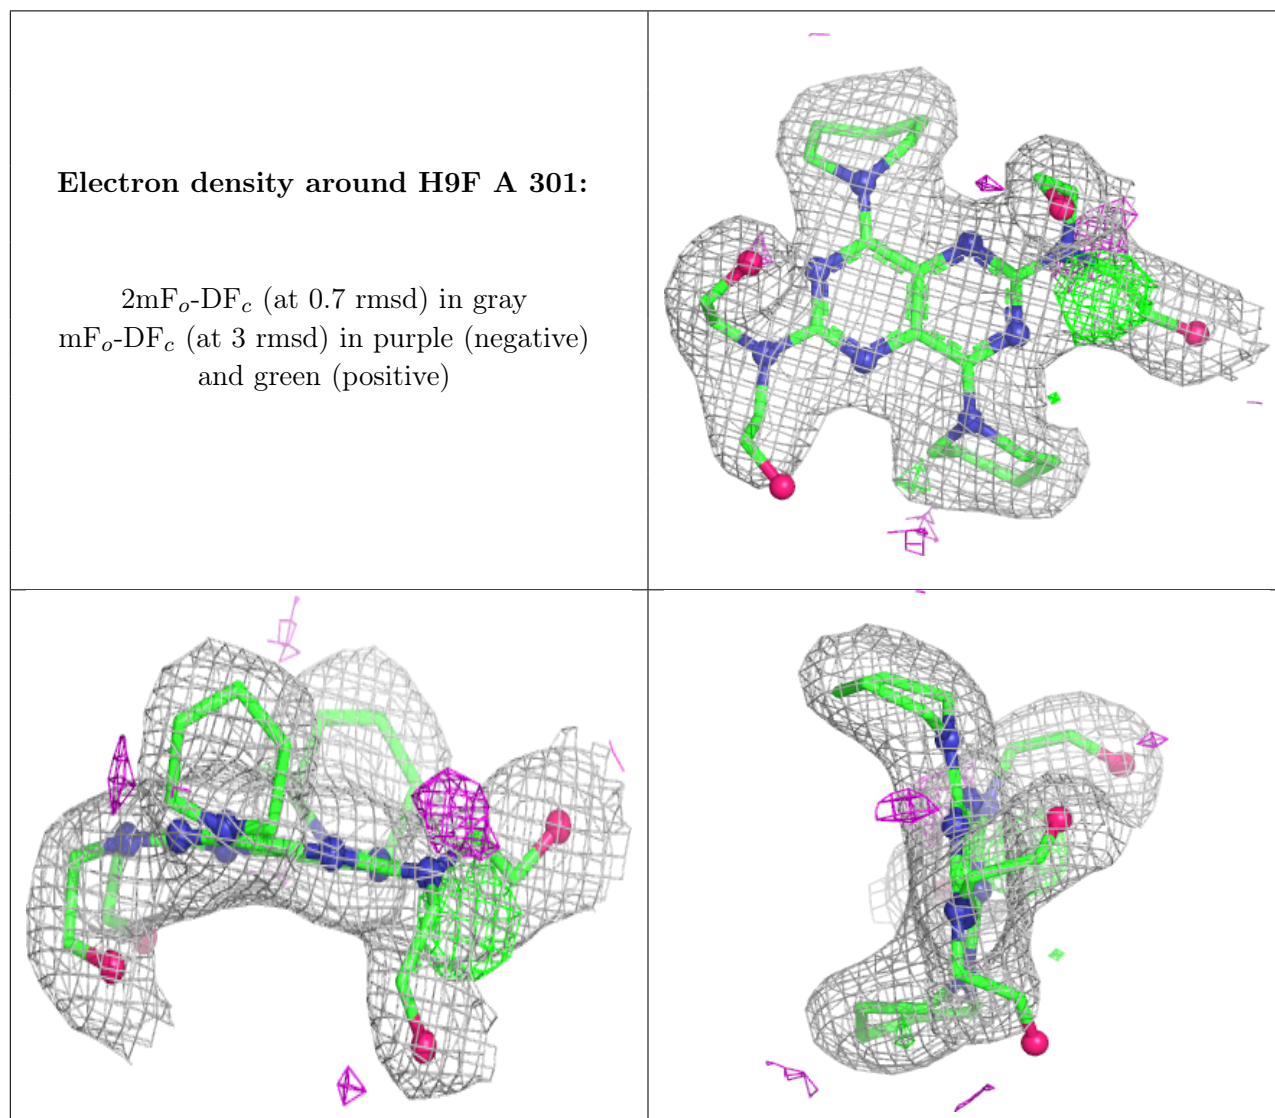 Electron density around H9F A 301:
2mFo-DFc (at 0.7 rmsd) in gray
mFo-DFc (at 3 rmsd) in purple (negative)
and green (positive)